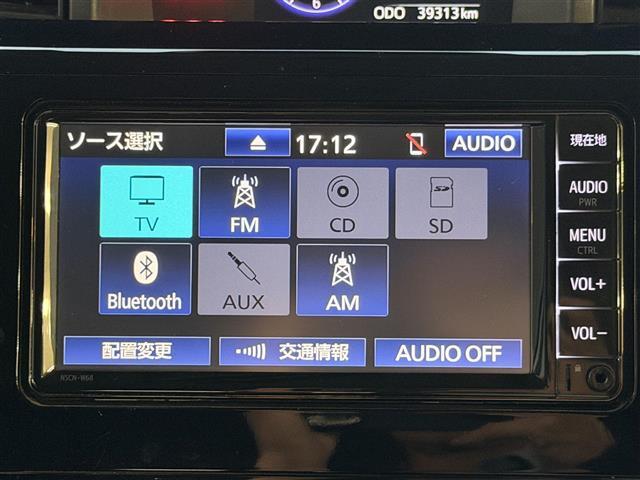 6
ODO 39313km
ソース選択 17:12 AUDIO
TV FM CD SD
Bluetooth AUX AM
配置変更 交通情報 AUDIO OFF
NSCN-W68
現在地
AUDIO
PWR
MENU
CTRL
VOL+
VOL-